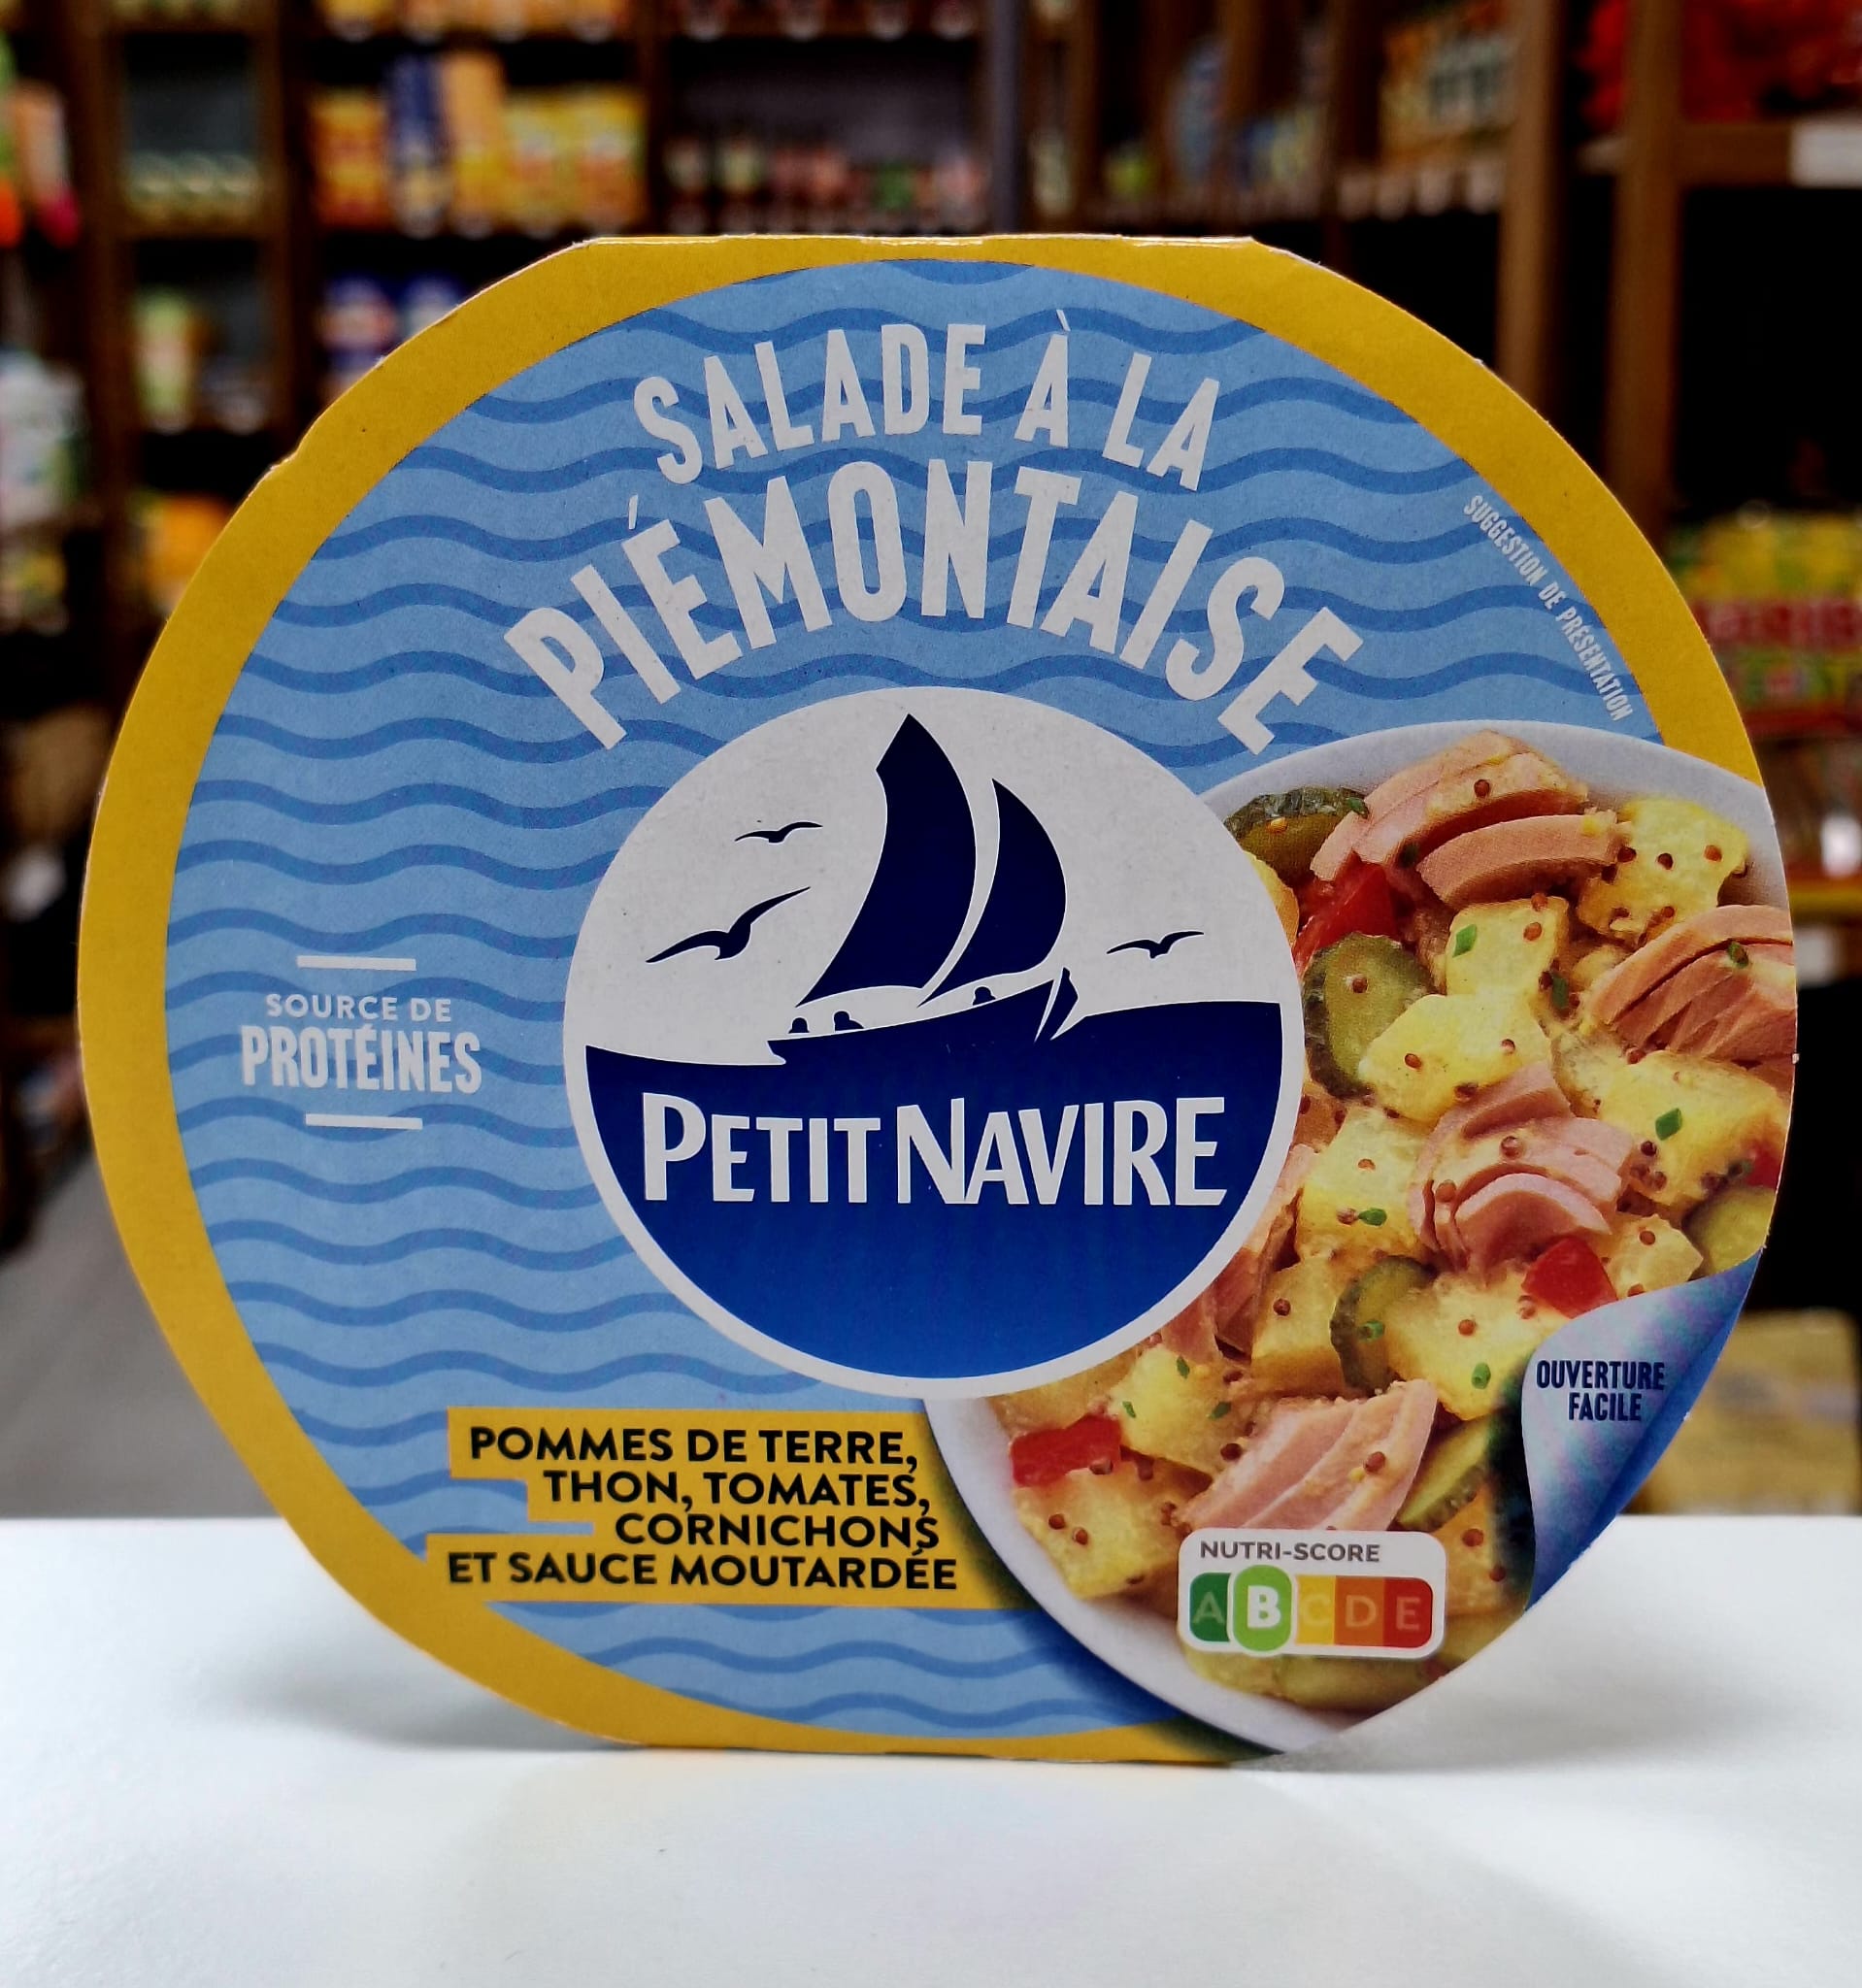 SALADE À LA
PIÉMONTAISE
SUGGESTION DE PRÉSENTATION
SOURCE DE
PROTÉINES
PETIT NAVIRE
OUVERTURE
FACILE
POMMES DE TERRE,
THON, TOMATES,
CORNICHONS
ET SAUCE MOUTARDÉE
NUTRI-SCORE
A B C D E